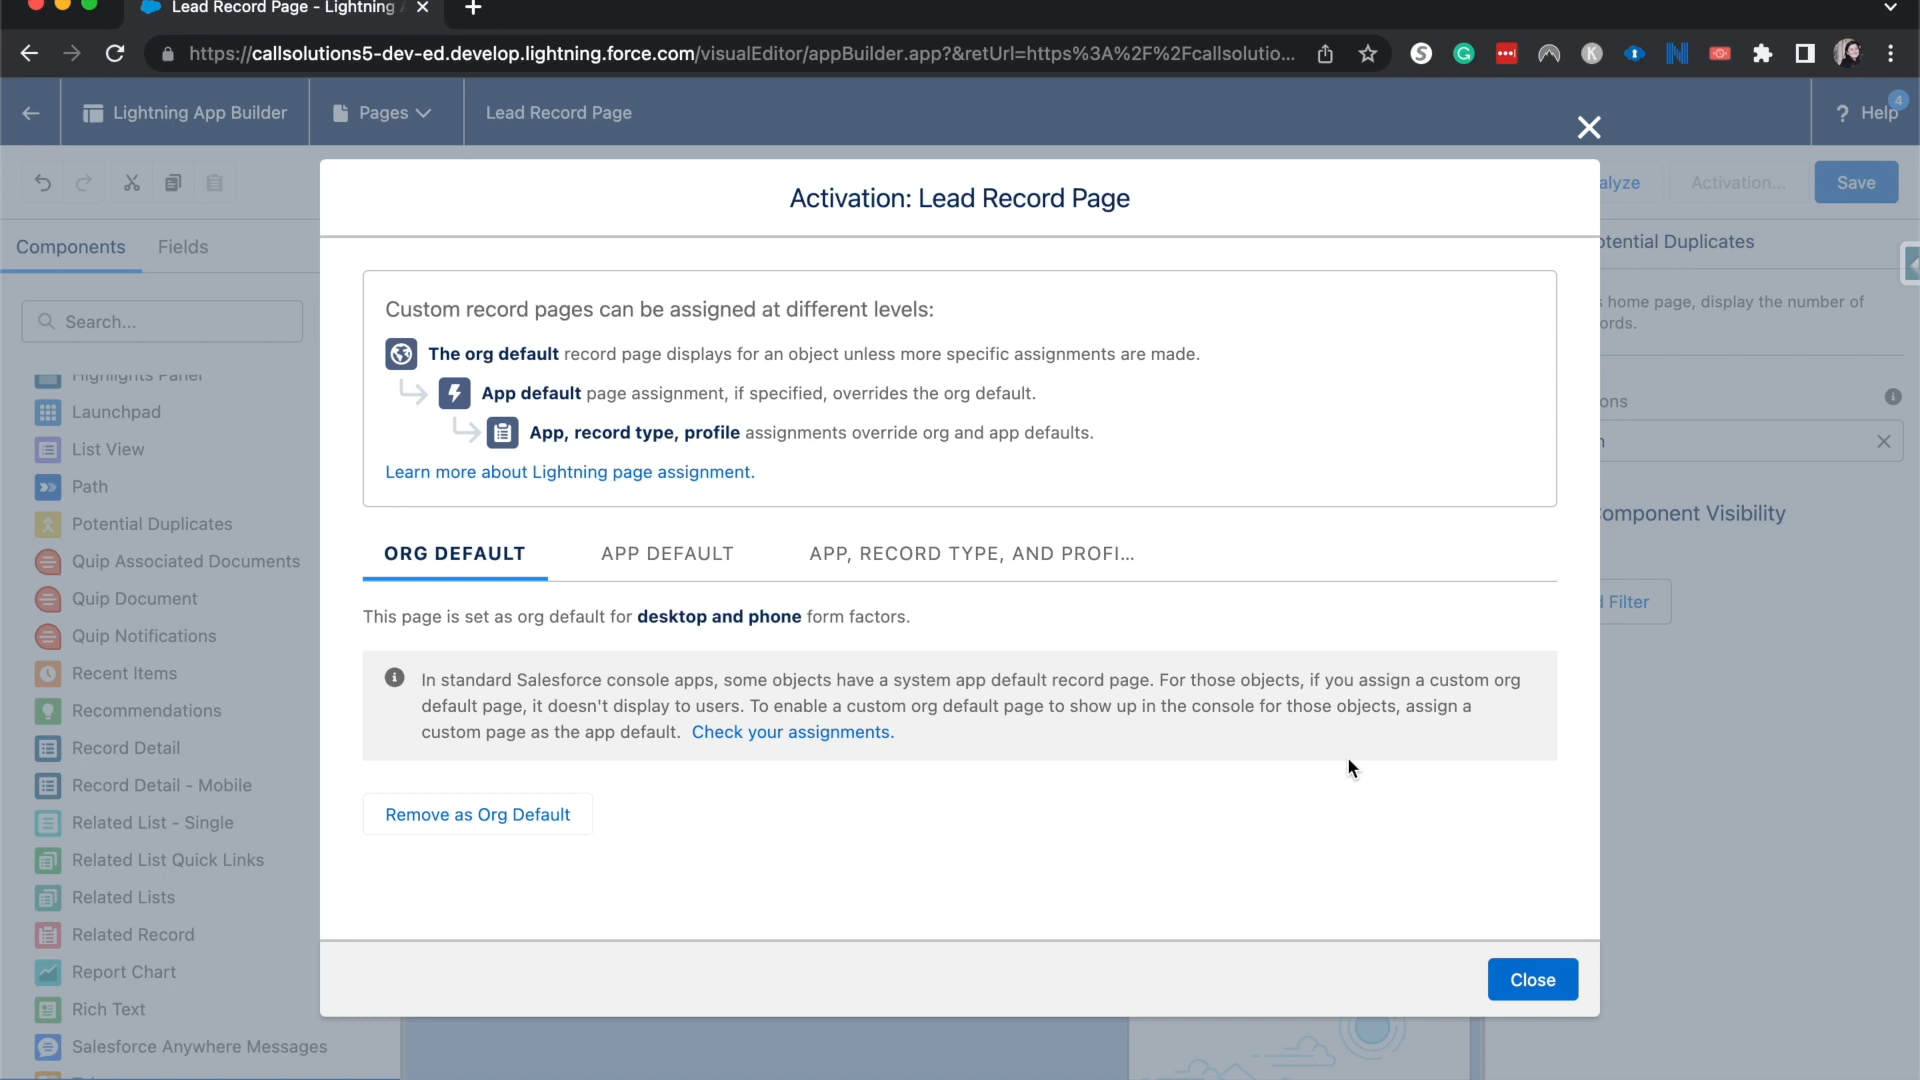 Lead Record Page - Lightning
https://callsolutions5-dev-ed.develop.lightning.force.com/visualEditor/appBuilder.app?&retUrl=https%3A%2F%2Fcallsolutio...
Lightning App Builder
Pages
Lead Record Page
? Help
4
Activation...
Save
alyze
Activation: Lead Record Page
Components
Fields
otential Duplicates
Search...
home page, display the number of
ords.
Custom record pages can be assigned at different levels:
The org default record page displays for an object unless more specific assignments are made.
App default page assignment, if specified, overrides the org default.
App, record type, profile assignments override org and app defaults.
Learn more about Lightning page assignment.
ons
Highlights Panel
Launchpad
List View
Path
Potential Duplicates
Quip Associated Documents
Quip Document
Quip Notifications
Recent Items
Recommendations
Record Detail
Record Detail - Mobile
Related List - Single
Related List Quick Links
Related Lists
Related Record
Report Chart
Rich Text
Salesforce Anywhere Messages
omponent Visibility
Filter
ORG DEFAULT
APP DEFAULT
APP, RECORD TYPE, AND PROFI...
This page is set as org default for desktop and phone form factors.
In standard Salesforce console apps, some objects have a system app default record page. For those objects, if you assign a custom org
default page, it doesn't display to users. To enable a custom org default page to show up in the console for those objects, assign a
custom page as the app default. Check your assignments.
Remove as Org Default
Close